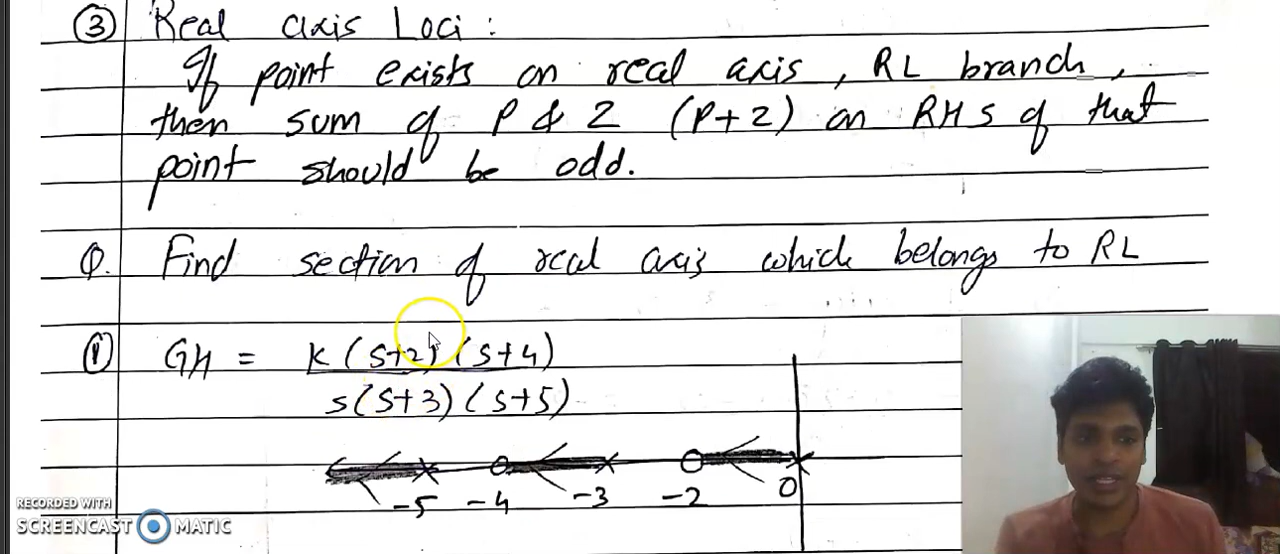 ③ Real axis Loci :
If point exists on real axis, RL branch,
then sum of P & Z (P+Z) on RHS of that
point should be odd.
Q. Find section of real axis which belongs to RL
① GH = K(s+2)(s+4)
s(s+3)(s+5)
-5 -4 -3 -2 0
RECORDED WITH
SCREENCAST MATIC